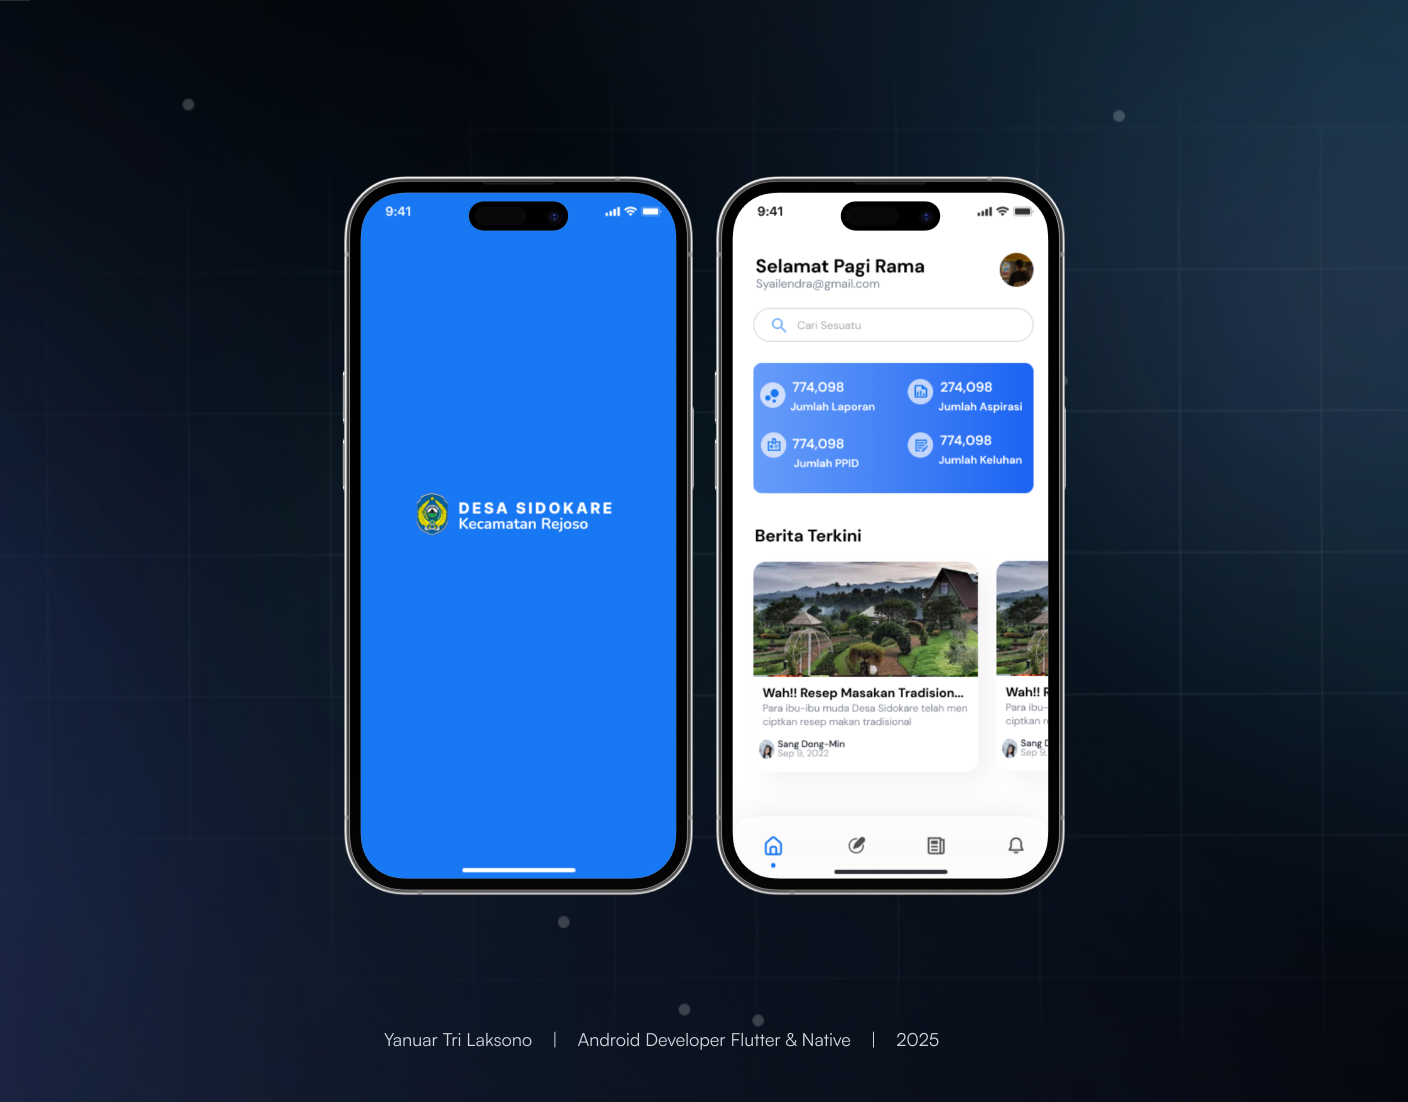 9:41
DESA SIDOKARE
Kecamatan Rejoso
9:41
Selamat Pagi Rama
Syailendra@gmail.com
Cari Sesuatu
774,098
Jumlah Laporan
274,098
Jumlah Aspirasi
774,098
Jumlah PPID
774,098
Jumlah Keluhan
Berita Terkini
Wah!! Resep Masakan Tradision...
Para ibu-ibu muda Desa Sidokare telah men
ciptkan resep makan tradisional
Sang Dong-Min
Sep 9, 2022
Wah!! R
Para ibu-
ciptkan r
Sang D
Sep 9,
Yanuar Tri Laksono | Android Developer Flutter & Native | 2025